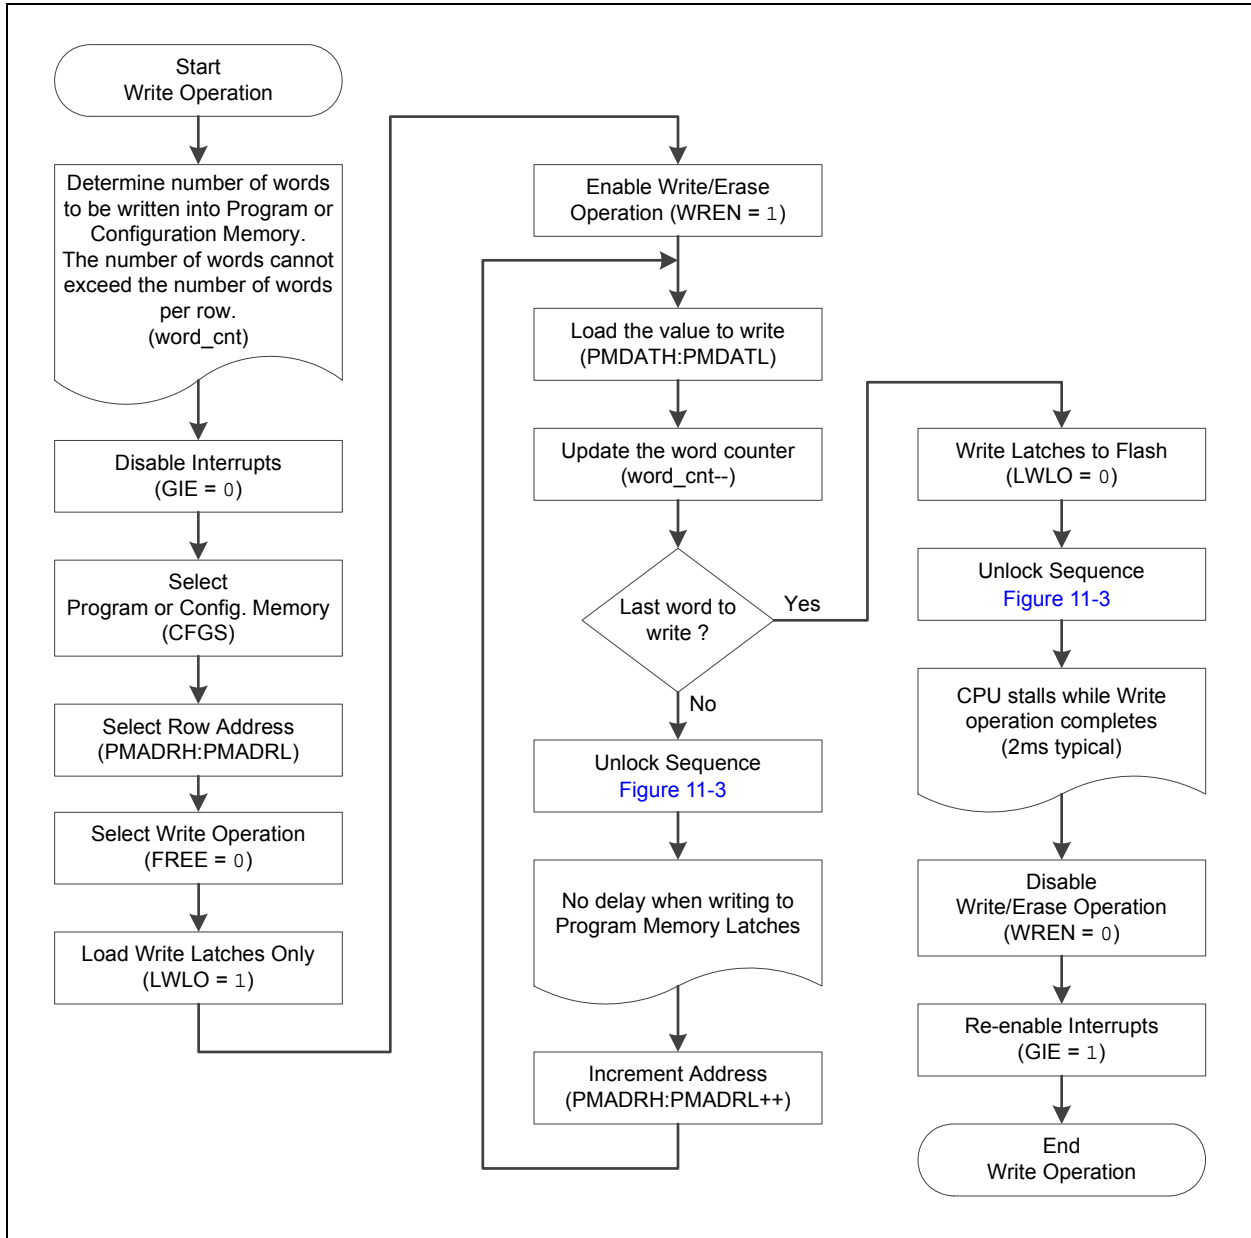 Start
Write Operation
Determine number of words
to be written into Program or
Configuration Memory.
The number of words cannot
exceed the number of words
per row.
(word_cnt)
Disable Interrupts
(GIE = 0)
Select
Program or Config. Memory
(CFGS)
Select Row Address
(PMADRH:PMADRL)
Select Write Operation
(FREE = 0)
Load Write Latches Only
(LWLO = 1)
Enable Write/Erase
Operation (WREN = 1)
Load the value to write
(PMDATH:PMDATL)
Update the word counter
(word_cnt--)
Last word to
write ?
Yes
No
Unlock Sequence
Figure 11-3
No delay when writing to
Program Memory Latches
Increment Address
(PMADRH:PMADRL++)
Write Latches to Flash
(LWLO = 0)
Unlock Sequence
Figure 11-3
CPU stalls while Write
operation completes
(2ms typical)
Disable
Write/Erase Operation
(WREN = 0)
Re-enable Interrupts
(GIE = 1)
End
Write Operation